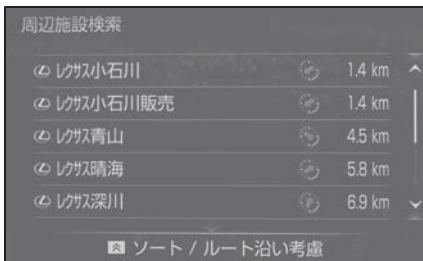 周辺施設検索
レクサス小石川 1.4 km
レクサス小石川販売 1.4 km
レクサス青山 4.5 km
レクサス晴海 5.8 km
レクサス深川 6.9 km
ソート / ルート沿い考慮